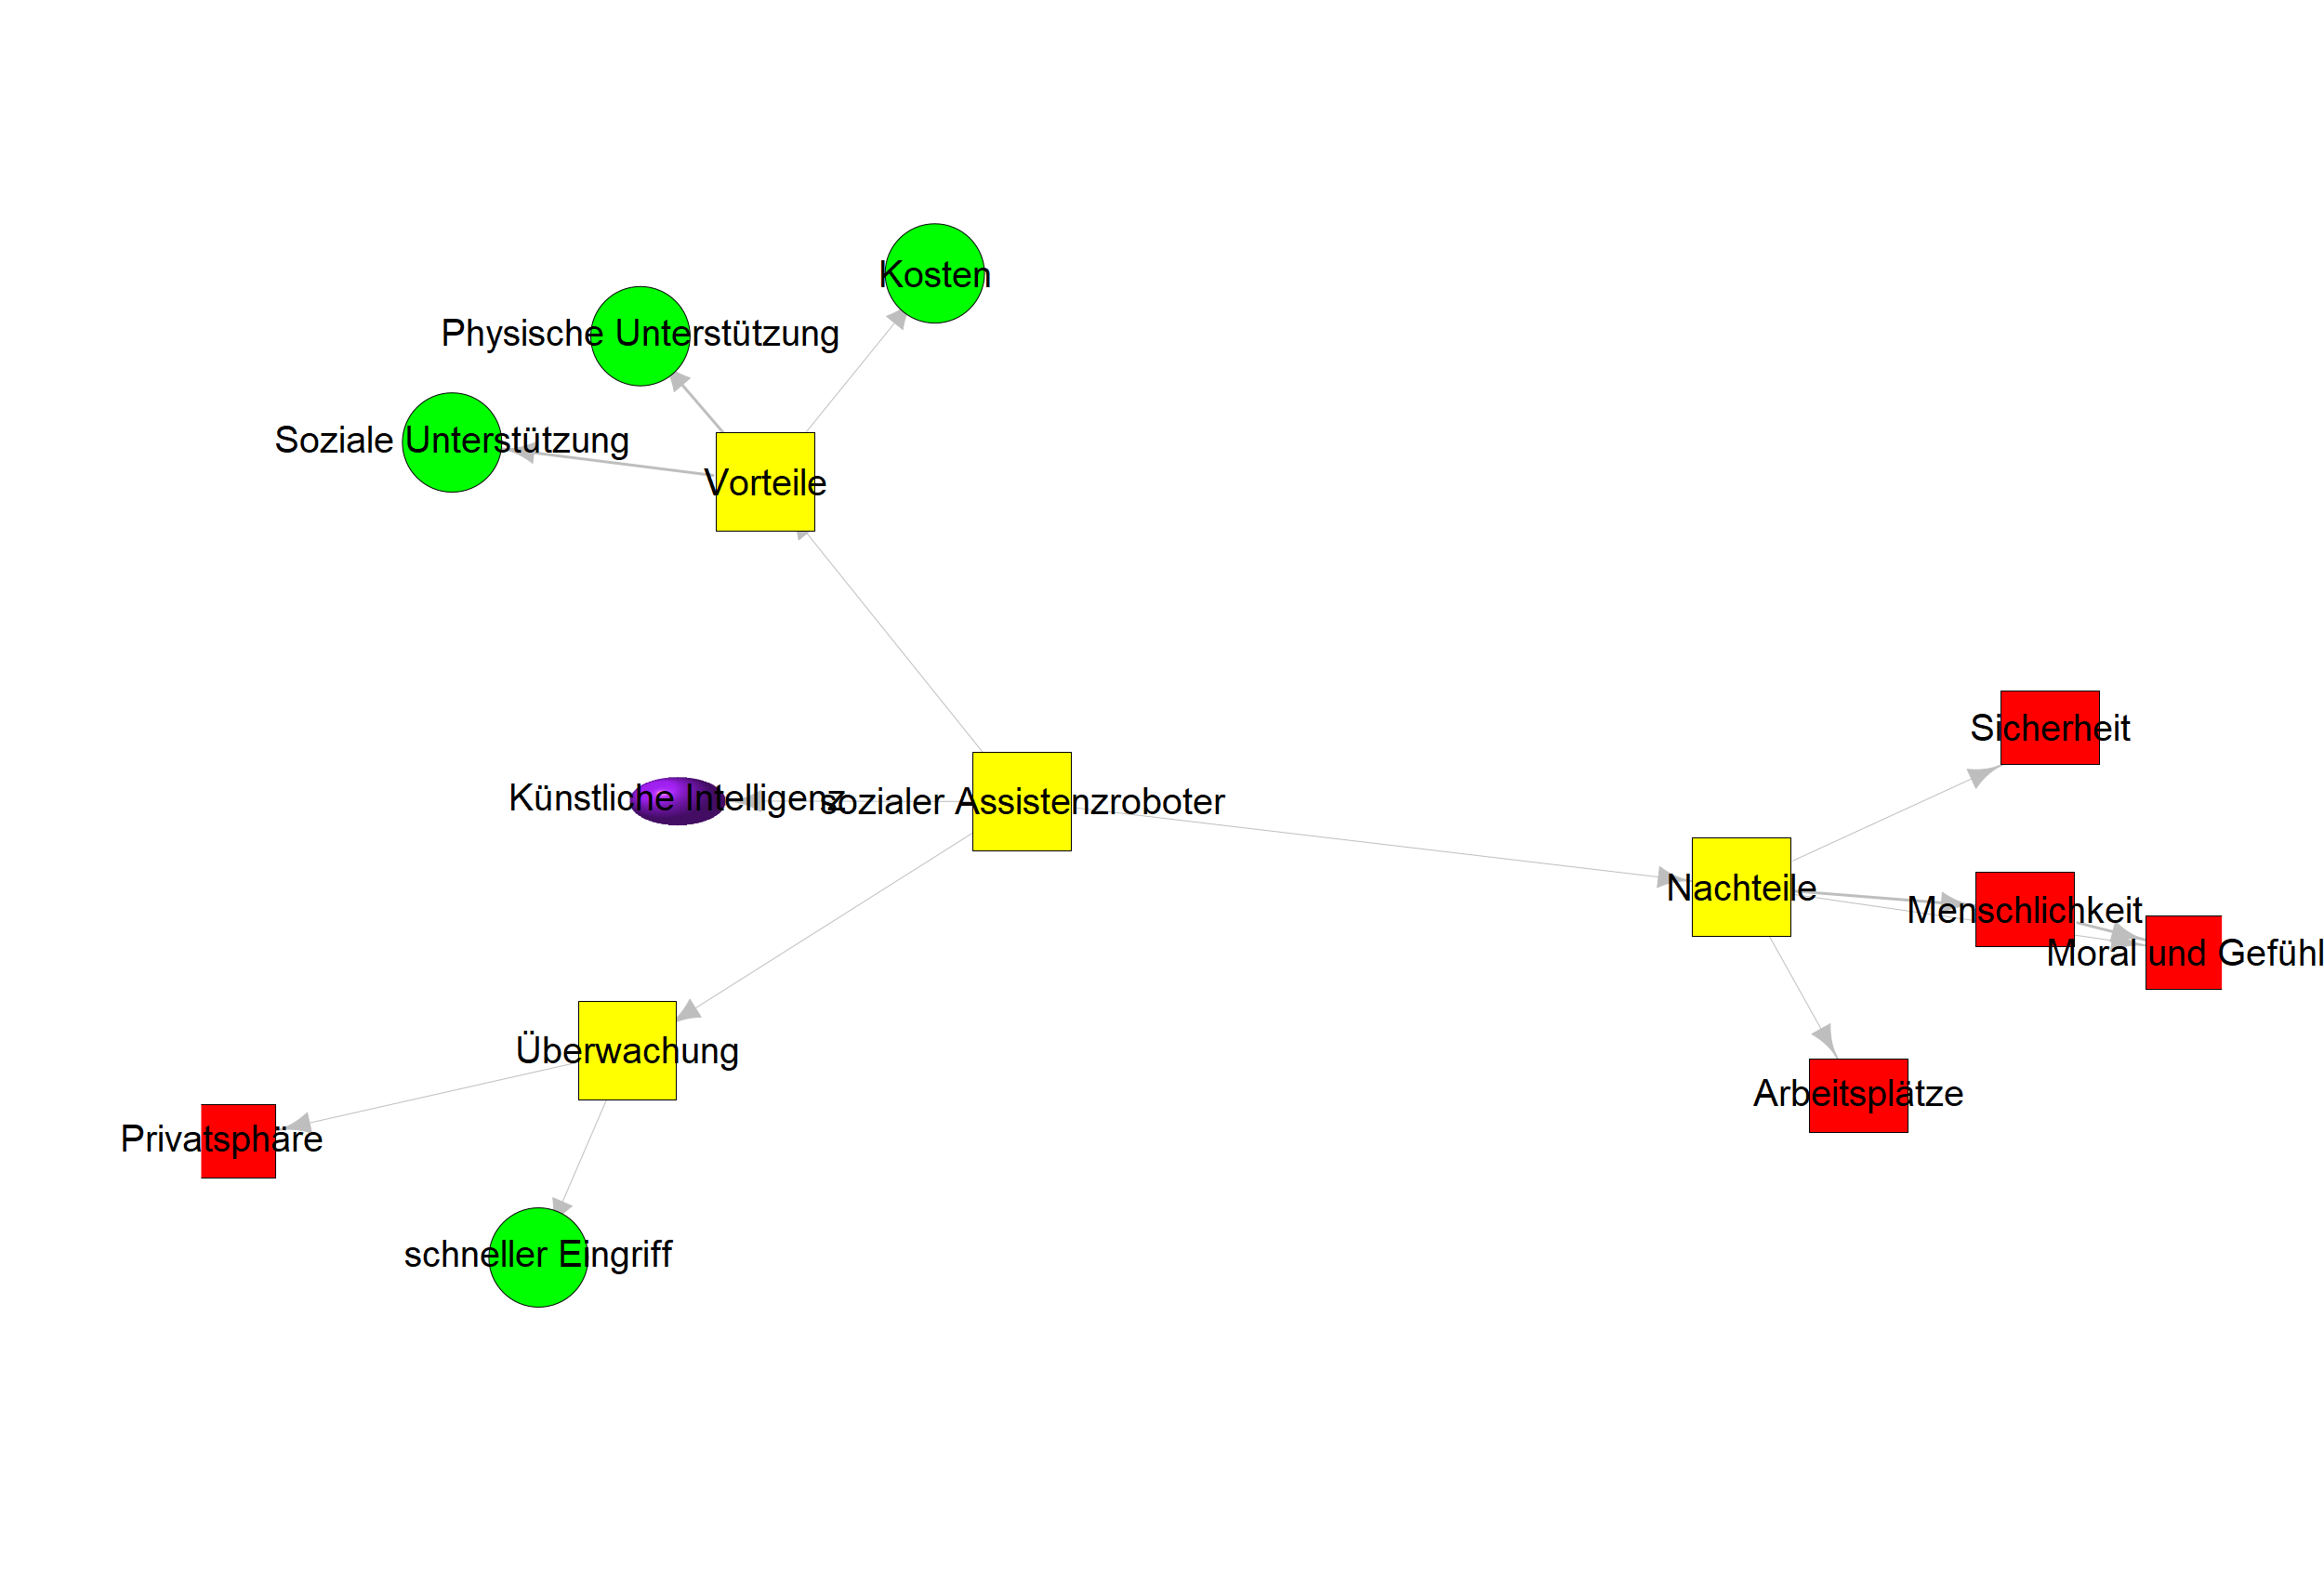 Kosten
Physische Unterstützung
Soziale Unterstützung
Vorteile
Sicherheit
Künstliche Intelligenz
sozialer Assistenzroboter
Nachteile
Menschlichkeit
Moral und Gefühl
Überwachung
Arbeitsplätze
Privatsphäre
schneller Eingriff